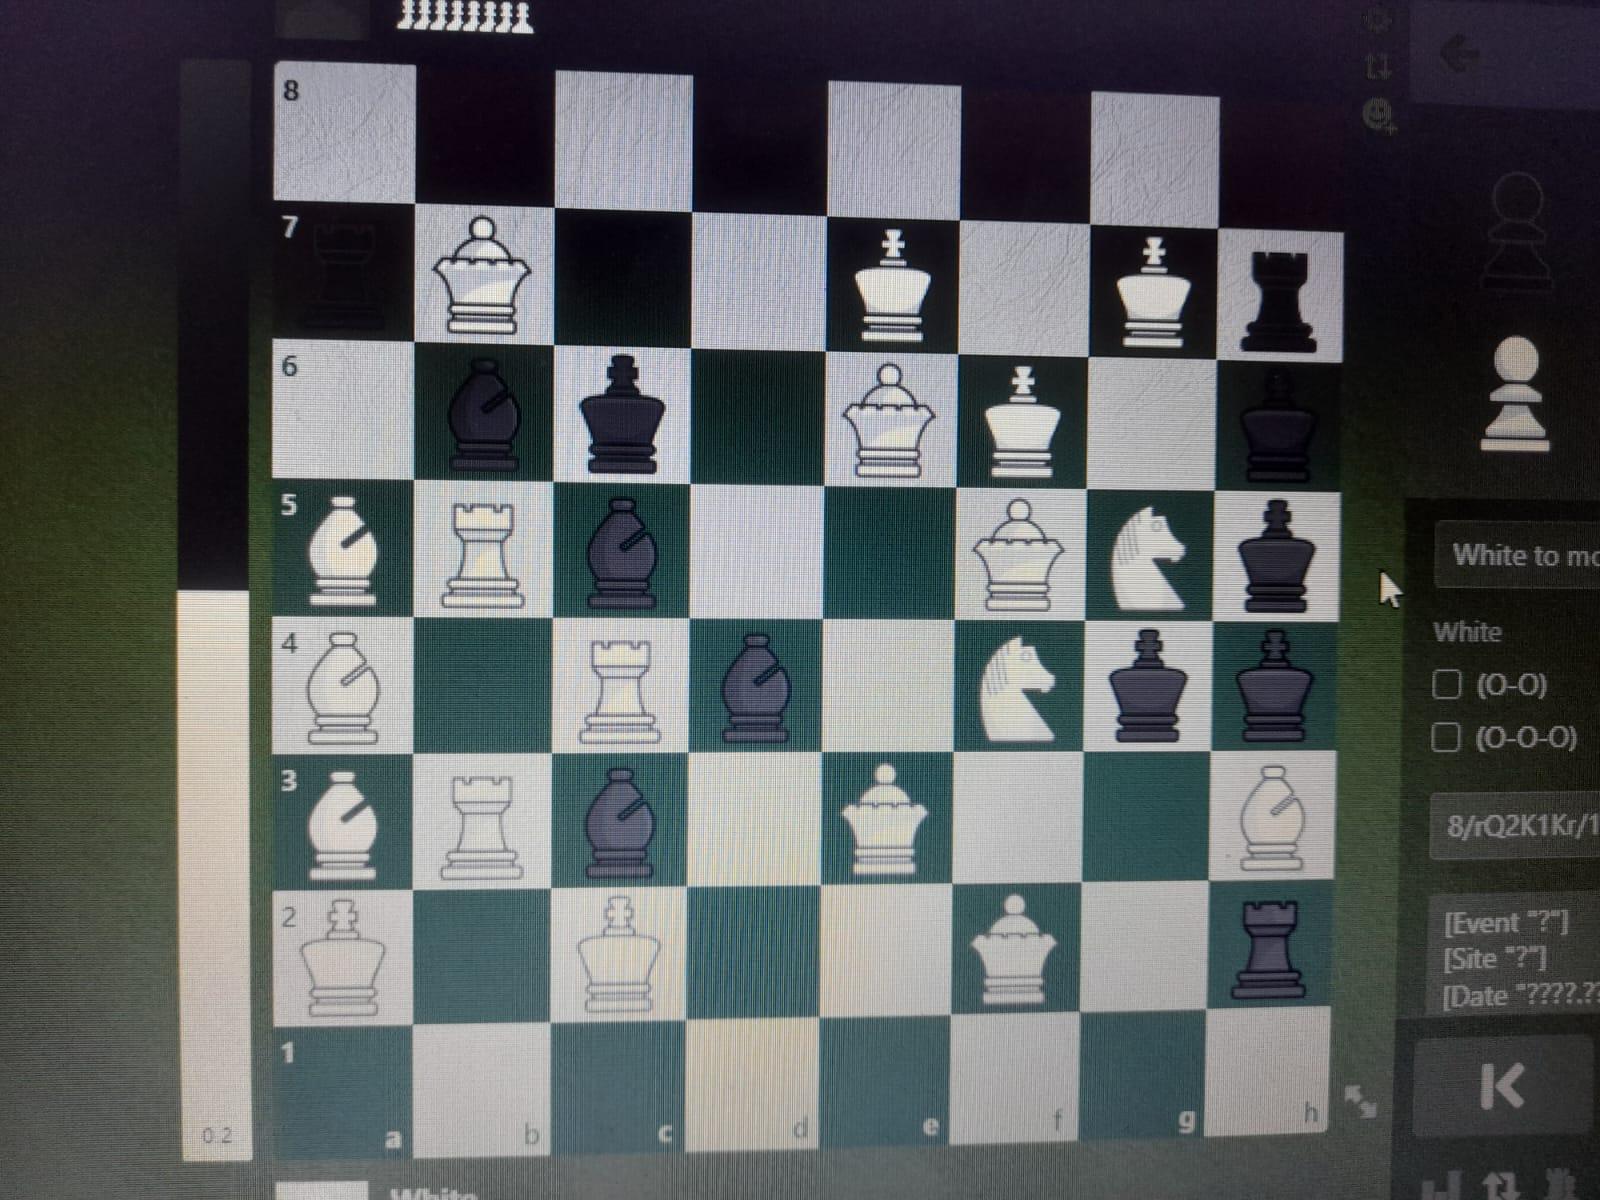 8
7
6
5
4
3
2
1
a b c d e f g h
0.2
White to mo
White
(O-O)
(O-O-O)
8/rQ2K1Kr/1
[Event "?"]
[Site "?"]
[Date "????.??
White